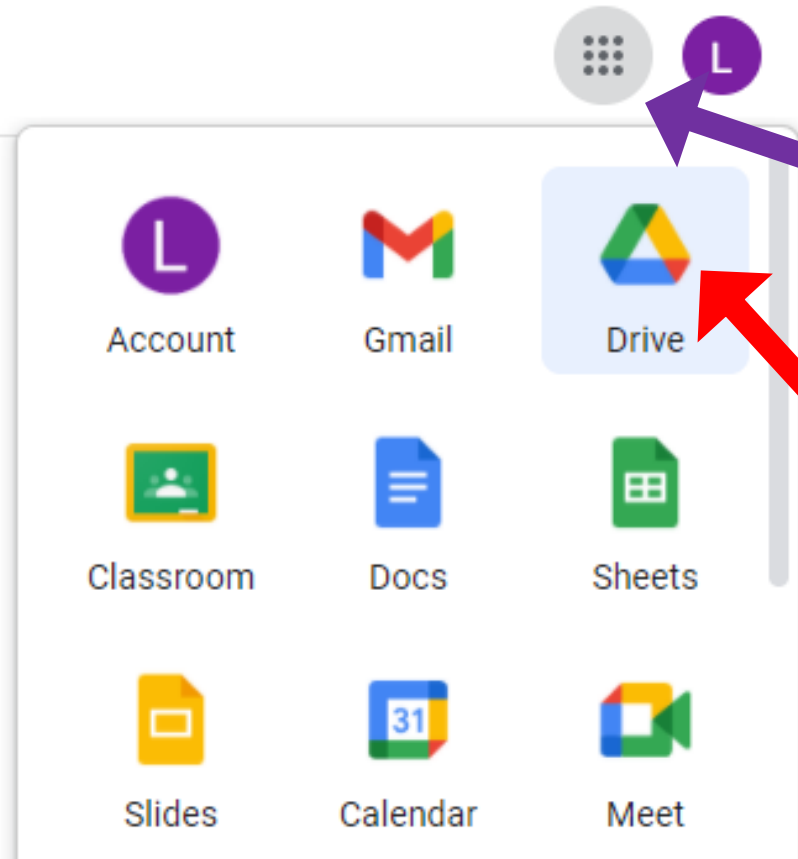 L
L
Account Gmail Drive
Classroom Docs Sheets
31
Slides Calendar Meet